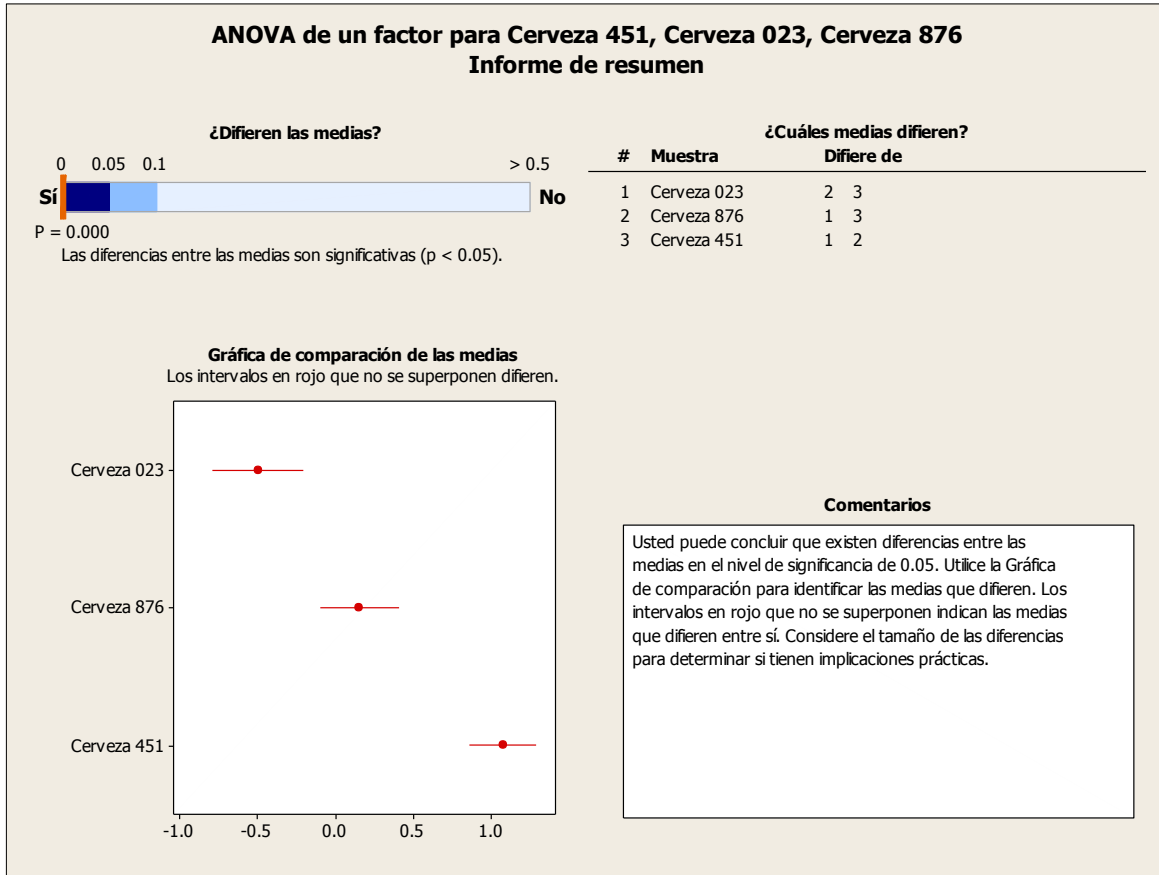 ANOVA de un factor para Cerveza 451, Cerveza 023, Cerveza 876
Informe de resumen
¿Difieren las medias?
0 0.05 0.1 > 0.5
Sí No
P = 0.000
Las diferencias entre las medias son significativas (p < 0.05).
¿Cuáles medias difieren?
# Muestra Difiere de
1 Cerveza 023 2 3
2 Cerveza 876 1 3
3 Cerveza 451 1 2
Gráfica de comparación de las medias
Los intervalos en rojo que no se superponen difieren.
Cerveza 023
Cerveza 876
Cerveza 451
-1.0 -0.5 0.0 0.5 1.0
Comentarios
Usted puede concluir que existen diferencias entre las
medias en el nivel de significancia de 0.05. Utilice la Gráfica
de comparación para identificar las medias que difieren. Los
intervalos en rojo que no se superponen indican las medias
que difieren entre sí. Considere el tamaño de las diferencias
para determinar si tienen implicaciones prácticas.